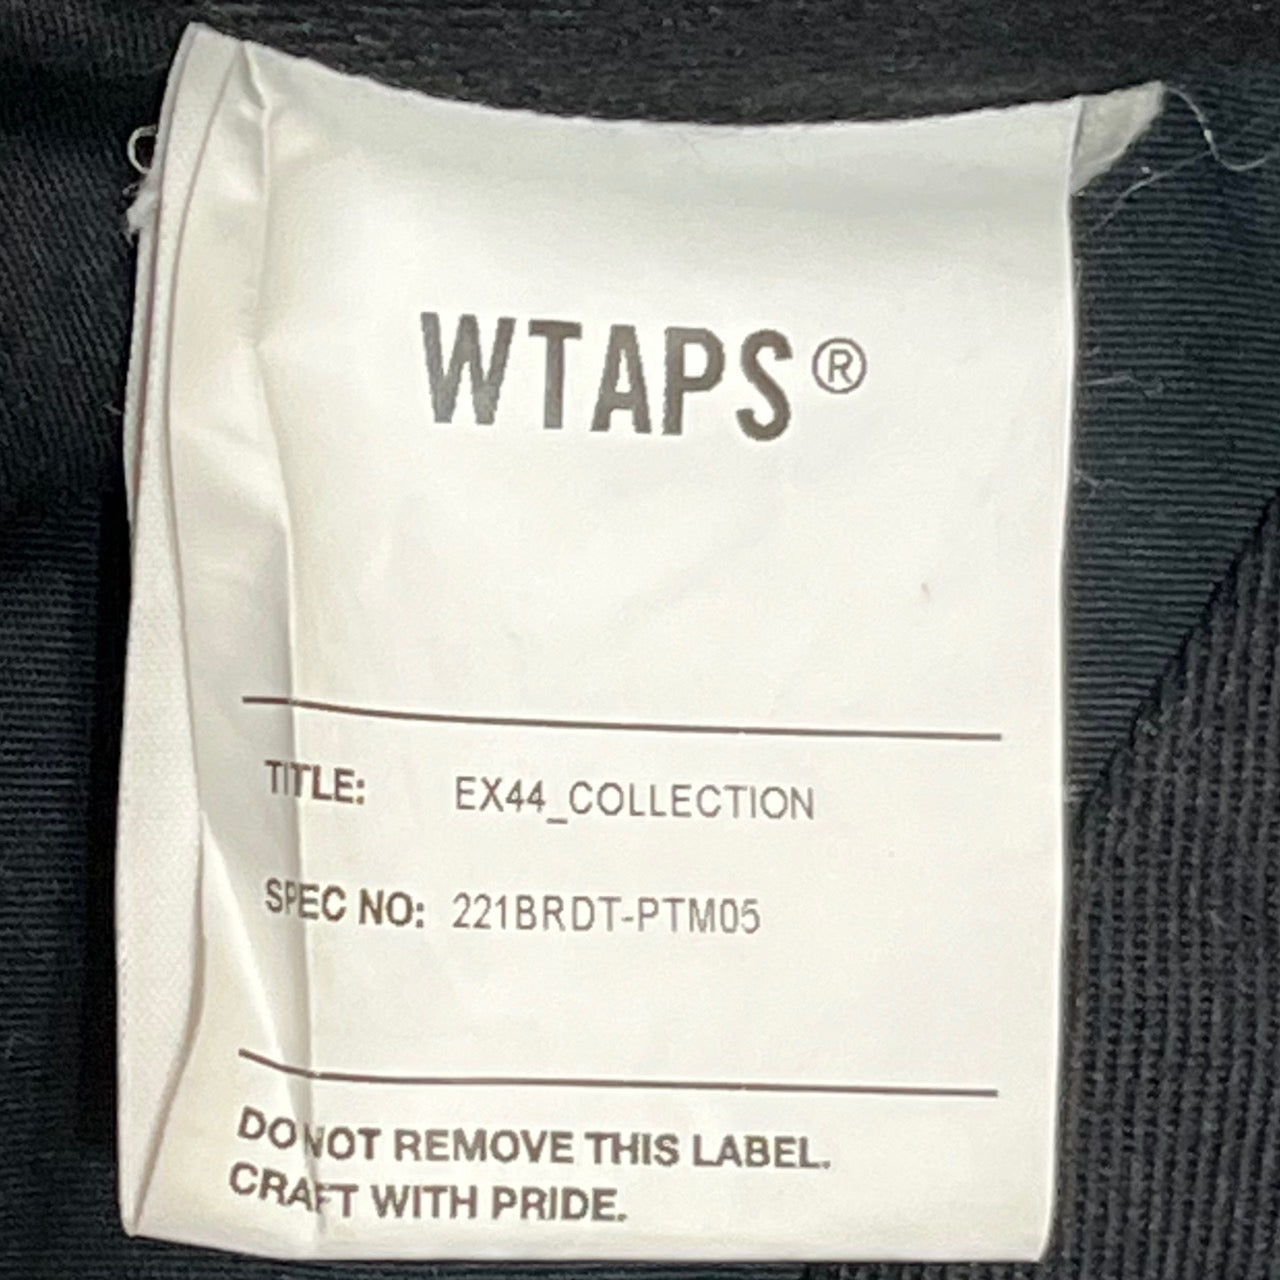 WTAPS®
TITLE: EX44_COLLECTION
SPEC NO: 221BRDT-PTM05
DO NOT REMOVE THIS LABEL.
CRAFT WITH PRIDE.